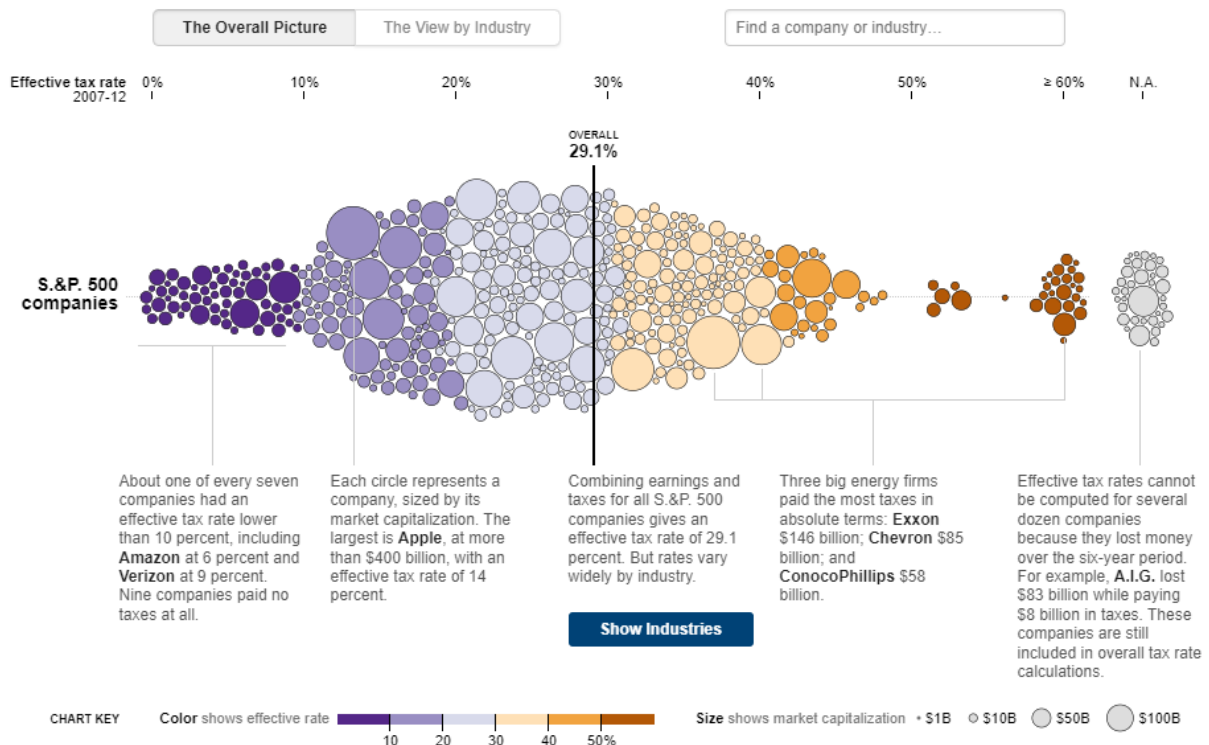 The Overall Picture
The View by Industry
Find a company or industry…
Effective tax rate
2007-12
0%
10%
20%
30%
40%
50%
≥ 60%
N.A.
OVERALL
29.1%
S.&P. 500
companies
About one of every seven
companies had an
effective tax rate lower
than 10 percent, including
Amazon at 6 percent and
Verizon at 9 percent.
Nine companies paid no
taxes at all.
Each circle represents a
company, sized by its
market capitalization. The
largest is Apple, at more
than $400 billion, with an
effective tax rate of 14
percent.
Combining earnings and
taxes for all S.&P. 500
companies gives an
effective tax rate of 29.1
percent. But rates vary
widely by industry.
Show Industries
Three big energy firms
paid the most taxes in
absolute terms: Exxon
$146 billion; Chevron $85
billion; and
ConocoPhillips $58
billion.
Effective tax rates cannot
be computed for several
dozen companies
because they lost money
over the six-year period.
For example, A.I.G. lost
$83 billion while paying
$8 billion in taxes. These
companies are still
included in overall tax rate
calculations.
CHART KEY
Color shows effective rate
10
20
30
40
50%
Size shows market capitalization
$1B
$10B
$50B
$100B